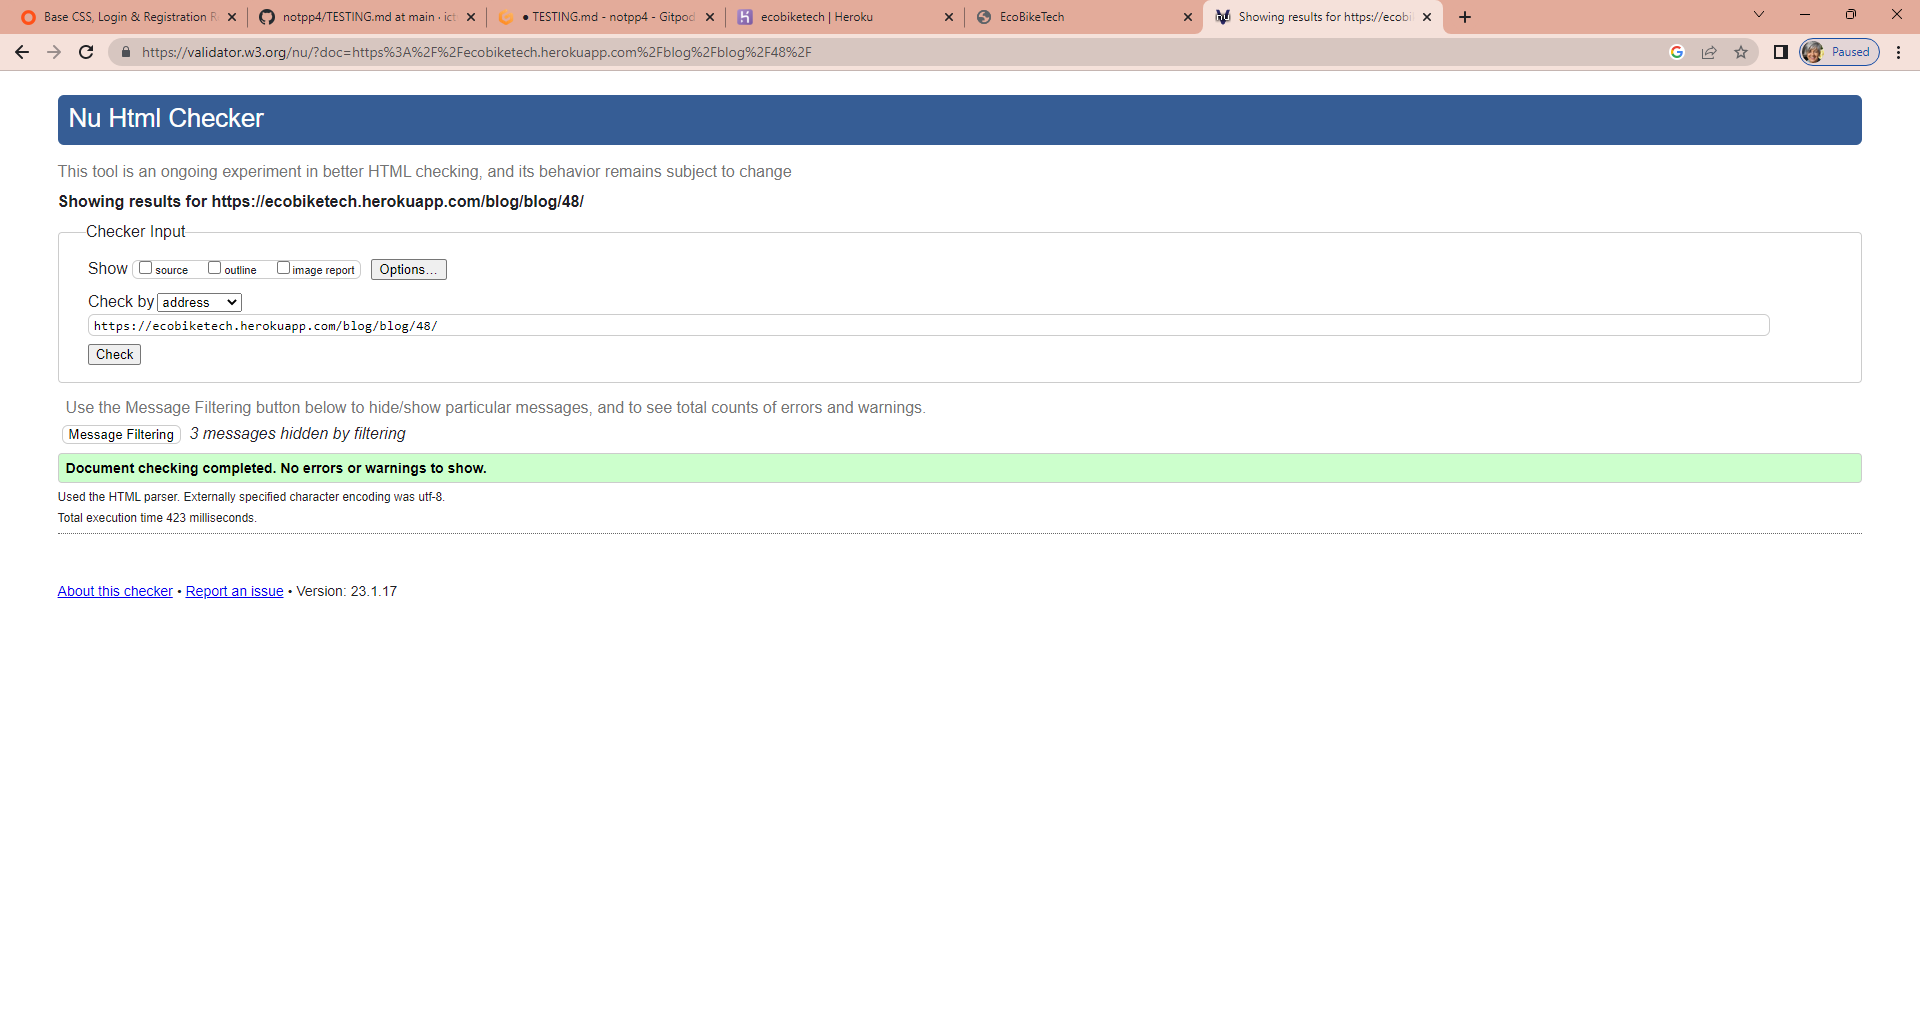 Base CSS, Login & Registration R
notpp4/TESTING.md at main · ict
● TESTING.md - notpp4 - Gitpod
ecobiketech | Heroku
EcoBikeTech
Showing results for https://ecobi
https://validator.w3.org/nu/?doc=https%3A%2F%2Fecobiketech.herokuapp.com%2Fblog%2Fblog%2F48%2F
Paused
Nu Html Checker
This tool is an ongoing experiment in better HTML checking, and its behavior remains subject to change
Showing results for https://ecobiketech.herokuapp.com/blog/blog/48/
Checker Input
Show source outline image report Options...
Check by address
https://ecobiketech.herokuapp.com/blog/blog/48/
Check
Use the Message Filtering button below to hide/show particular messages, and to see total counts of errors and warnings.
Message Filtering 3 messages hidden by filtering
Document checking completed. No errors or warnings to show.
Used the HTML parser. Externally specified character encoding was utf-8.
Total execution time 423 milliseconds.
About this checker • Report an issue • Version: 23.1.17